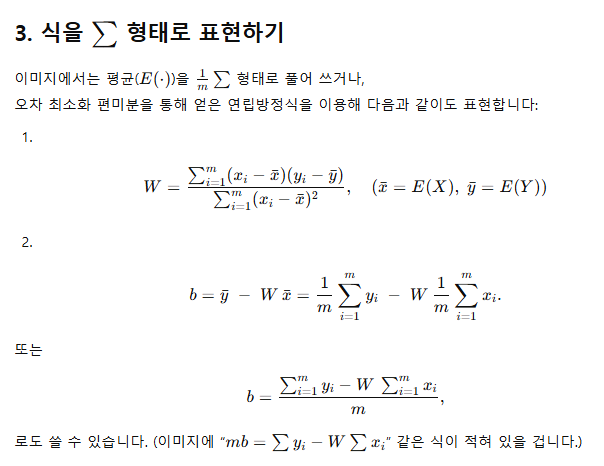 3. 식을 ∑ 형태로 표현하기
이미지에서는 평균(E(·))을 \frac{1}{m} ∑ 형태로 풀어 쓰거나,
오차 최소화 편미분을 통해 얻은 연립방정식을 이용해 다음과 같이도 표현합니다:
1.
W = \frac{\sum_{i=1}^{m}(x_i - \bar{x})(y_i - \bar{y})}{\sum_{i=1}^{m}(x_i - \bar{x})^2}, (\bar{x} = E(X), \bar{y} = E(Y))
2.
b = \bar{y} - W \bar{x} = \frac{1}{m} \sum_{i=1}^{m} y_i - W \frac{1}{m} \sum_{i=1}^{m} x_i.
또는
b = \frac{\sum_{i=1}^{m} y_i - W \sum_{i=1}^{m} x_i}{m},
로도 쓸 수 있습니다. (이미지에 “mb = ∑ y_i − W ∑ x_i” 같은 식이 적혀 있을 겁니다.)